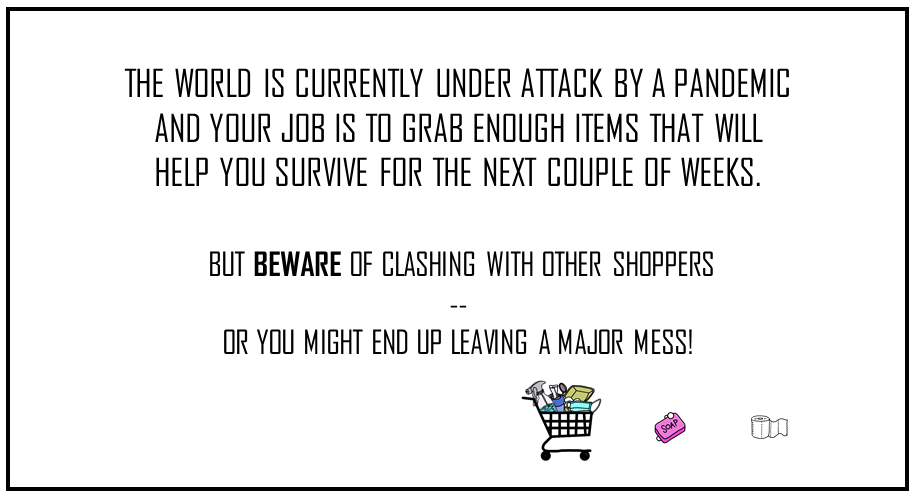 THE WORLD IS CURRENTLY UNDER ATTACK BY A PANDEMIC
AND YOUR JOB IS TO GRAB ENOUGH ITEMS THAT WILL
HELP YOU SURVIVE FOR THE NEXT COUPLE OF WEEKS.
BUT BEWARE OF CLASHING WITH OTHER SHOPPERS
--
OR YOU MIGHT END UP LEAVING A MAJOR MESS!
SOAP